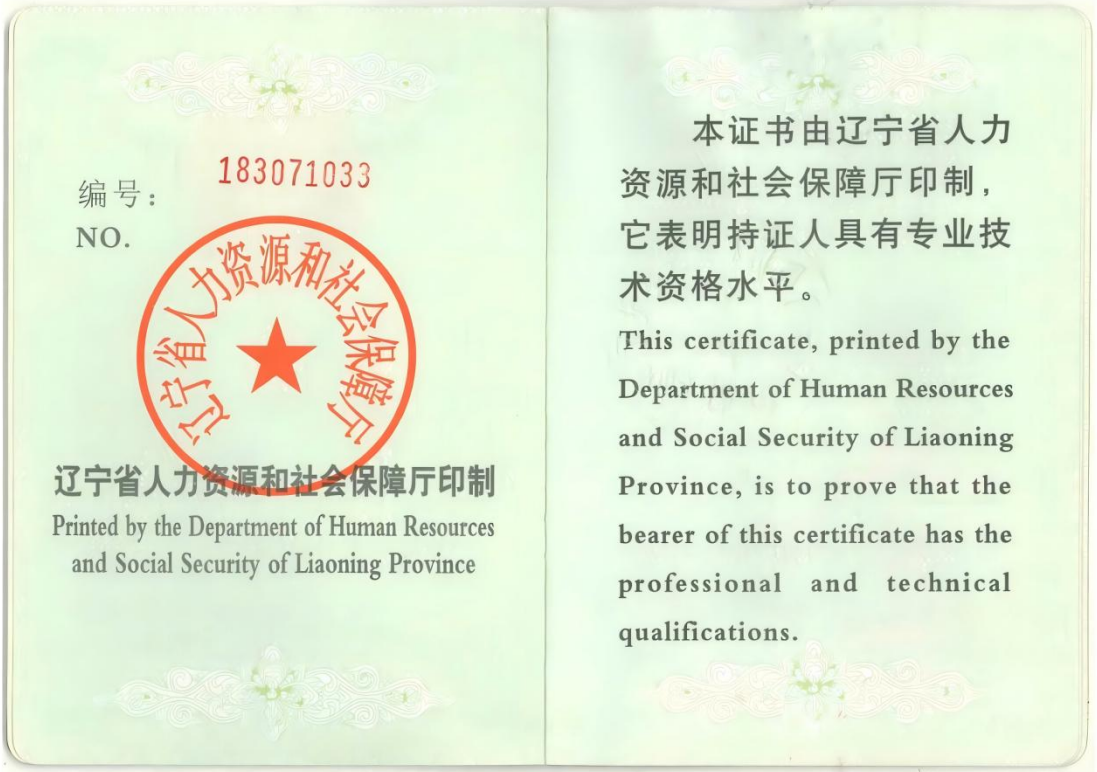 编号:
183071033
NO.
辽宁省人力资源和社会保障厅
辽宁省人力资源和社会保障厅印制
Printed by the Department of Human Resources
and Social Security of Liaoning Province
本证书由辽宁省人力
资源和社会保障厅印制，
它表明持证人具有专业技
术资格水平。
This certificate, printed by the
Department of Human Resources
and Social Security of Liaoning
Province, is to prove that the
bearer of this certificate has the
professional and technical
qualifications.